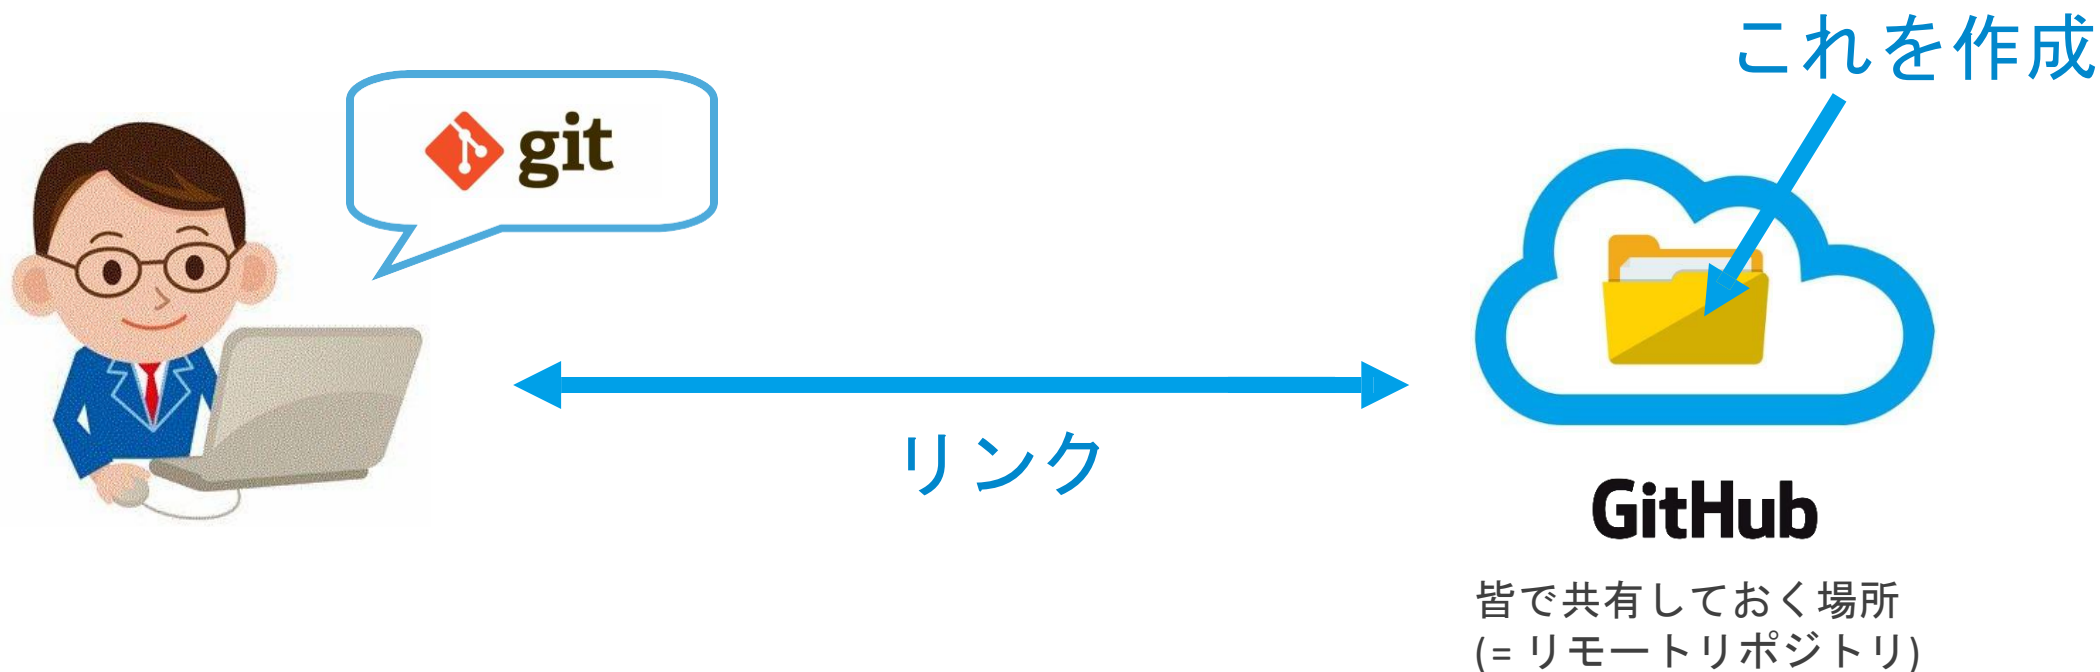 これを作成
git
リンク
GitHub
皆で共有しておく場所
(= リモートリポジトリ)